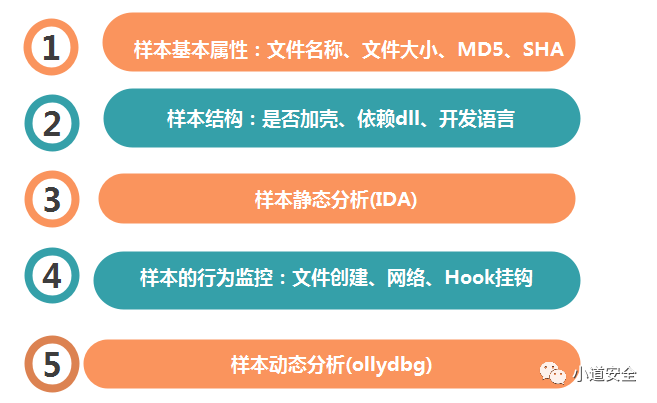 1
样本基本属性：文件名称、文件大小、MD5、SHA
2
样本结构：是否加壳、依赖dll、开发语言
3
样本静态分析(IDA)
4
样本的行为监控：文件创建、网络、Hook挂钩
5
样本动态分析(ollydbg)
小道安全